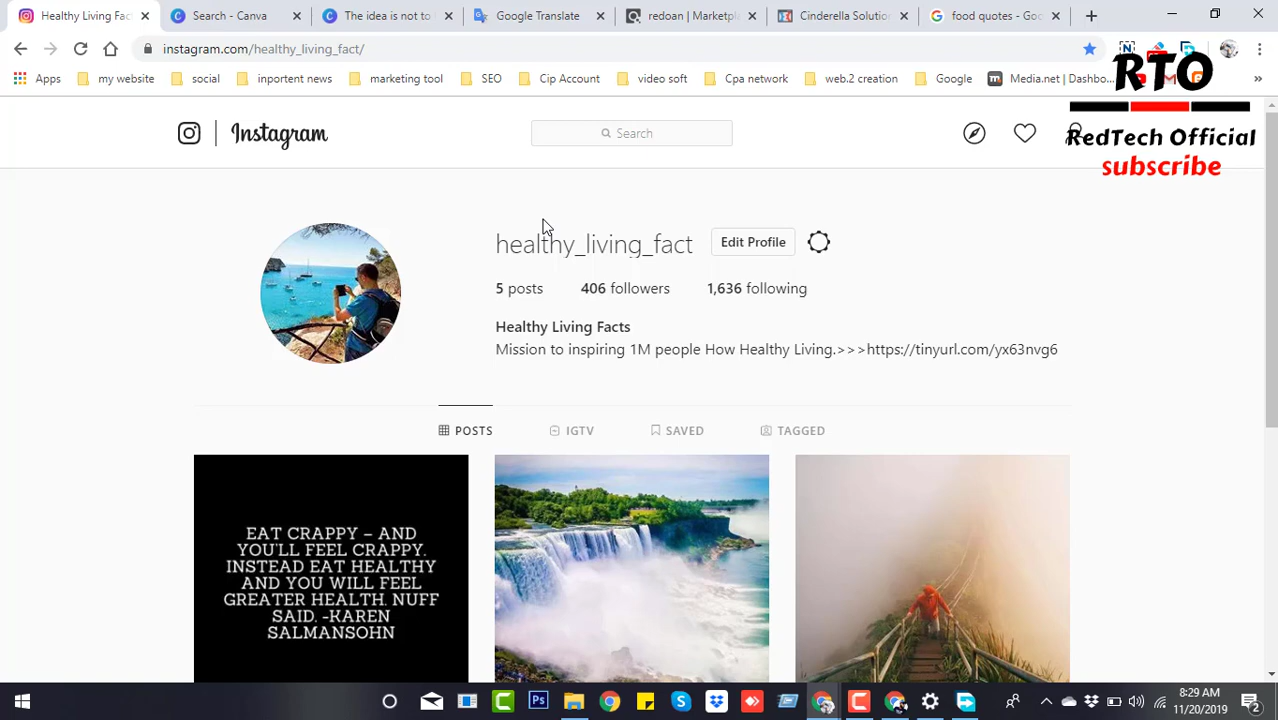 Healthy Living Fac
Search - Canva
The idea is not to l
Google Translate
redoan | Marketpl
Cinderella Solution
food quotes - Goo
instagram.com/healthy_living_fact/
Apps
my website
social
inportent news
marketing tool
SEO
Cip Account
video soft
Cpa network
web.2 creation
Google
Media.net | Dashbo...
RTO
RedTech Official
subscribe
Instagram
Search
healthy_living_fact
Edit Profile
5 posts
406 followers
1,636 following
Healthy Living Facts
Mission to inspiring 1M people How Healthy Living.>>>https://tinyurl.com/yx63nvg6
POSTS
IGTV
SAVED
TAGGED
EAT CRAPPY – AND
YOU'LL FEEL CRAPPY.
INSTEAD EAT HEALTHY
AND YOU WILL FEEL
GREATER HEALTH. NUFF
SAID. -KAREN
SALMANSOHN
8:29 AM
11/20/2019
2